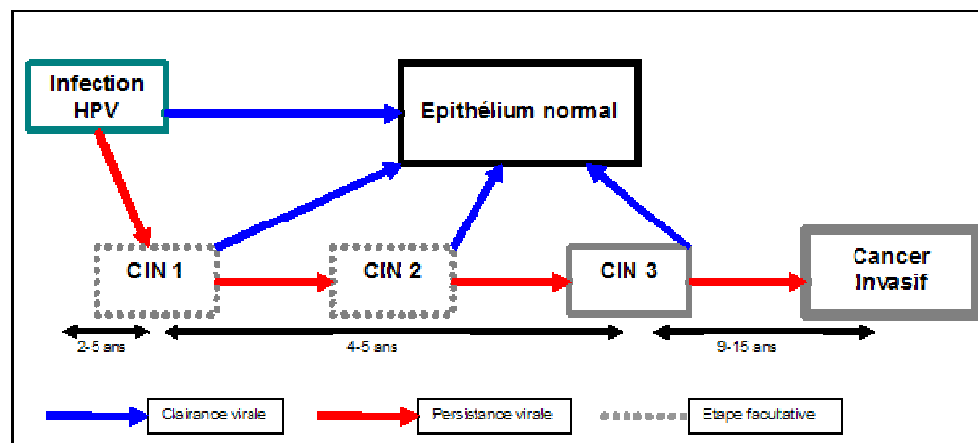 Infection
HPV
Epithélium normal
CIN 1
CIN 2
CIN 3
Cancer
Invasif
2-5 ans
4-5 ans
9-15 ans
Clairance virale
Persistance virale
Etape facultative